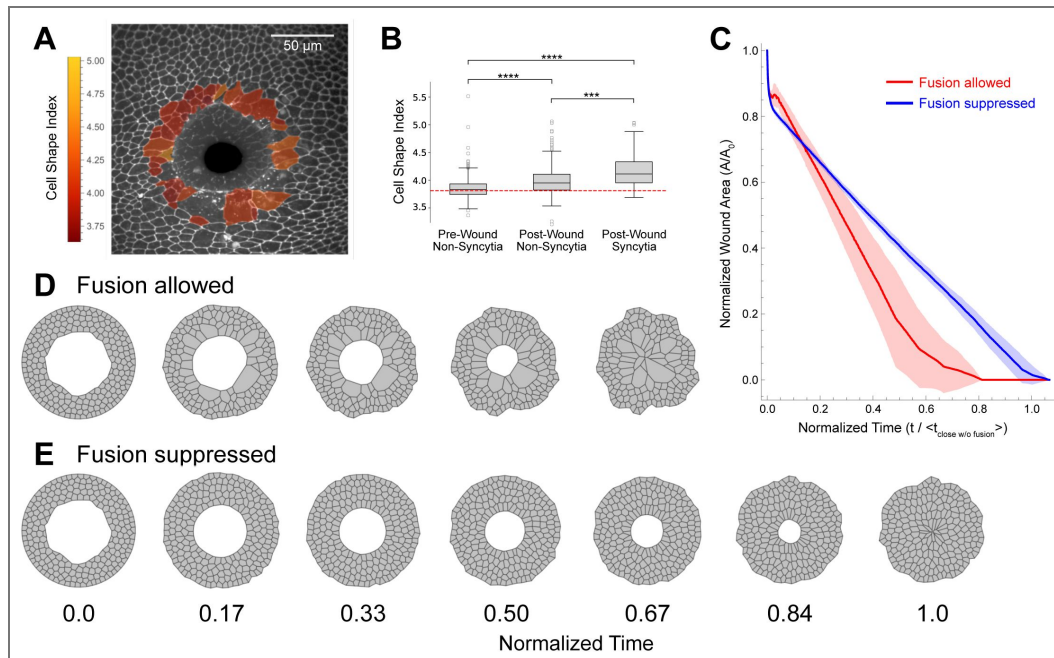 A
50 µm
Cell Shape Index
5.00
4.75
4.50
4.25
4.00
3.75
B
****
****
***
Cell Shape Index
5.5
5.0
4.5
4.0
3.5
Pre-Wound Non-Syncytia
Post-Wound Non-Syncytia
Post-Wound Syncytia
C
Fusion allowed
Fusion suppressed
Normalized Wound Area (A/A₀)
1.0
0.8
0.6
0.4
0.2
0.0
0.0 0.2 0.4 0.6 0.8 1.0
Normalized Time (t / <t close w/o fusion>)
D Fusion allowed
E Fusion suppressed
0.0 0.17 0.33 0.50 0.67 0.84 1.0
Normalized Time